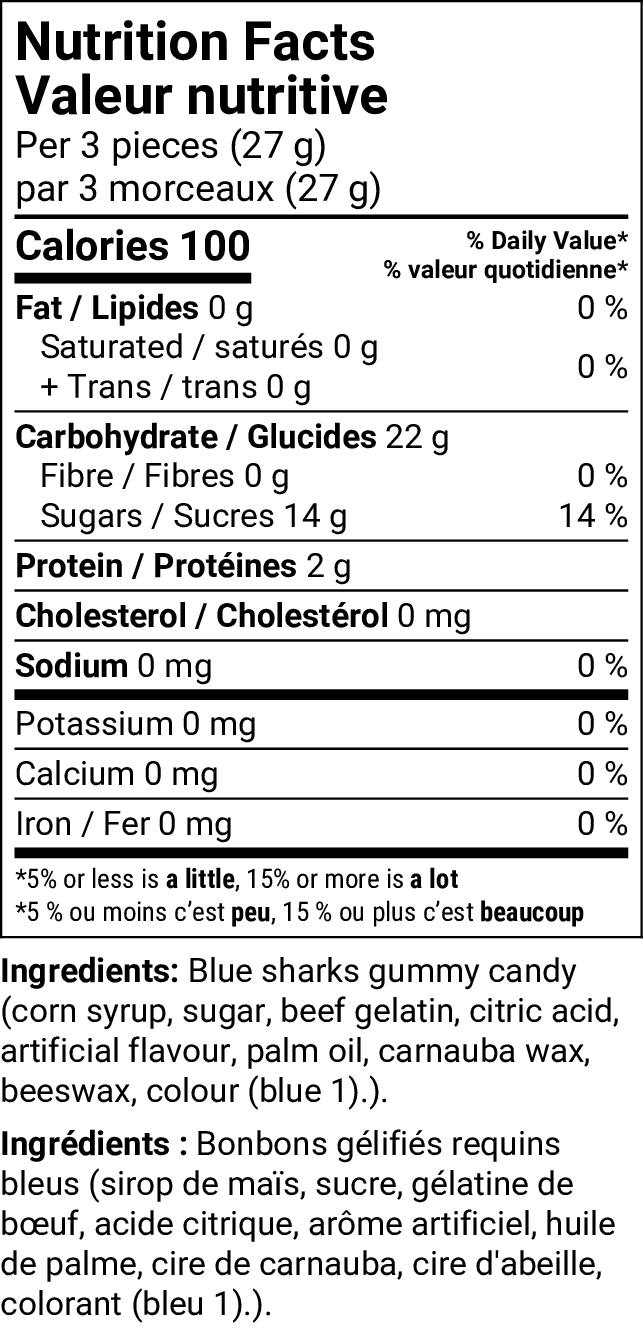 Nutrition Facts
Valeur nutritive
Per 3 pieces (27 g)
par 3 morceaux (27 g)
Calories 100
% Daily Value*
% valeur quotidienne*
Fat / Lipides 0 g 0 %
Saturated / saturés 0 g
+ Trans / trans 0 g 0 %
Carbohydrate / Glucides 22 g
Fibre / Fibres 0 g 0 %
Sugars / Sucres 14 g 14 %
Protein / Protéines 2 g
Cholesterol / Cholestérol 0 mg
Sodium 0 mg 0 %
Potassium 0 mg 0 %
Calcium 0 mg 0 %
Iron / Fer 0 mg 0 %
*5% or less is a little, 15% or more is a lot
*5 % ou moins c’est peu, 15 % ou plus c’est beaucoup
Ingredients: Blue sharks gummy candy
(corn syrup, sugar, beef gelatin, citric acid,
artificial flavour, palm oil, carnauba wax,
beeswax, colour (blue 1).).
Ingrédients : Bonbons gélifiés requins
bleus (sirop de maïs, sucre, gélatine de
bœuf, acide citrique, arôme artificiel, huile
de palme, cire de carnauba, cire d'abeille,
colorant (bleu 1).).